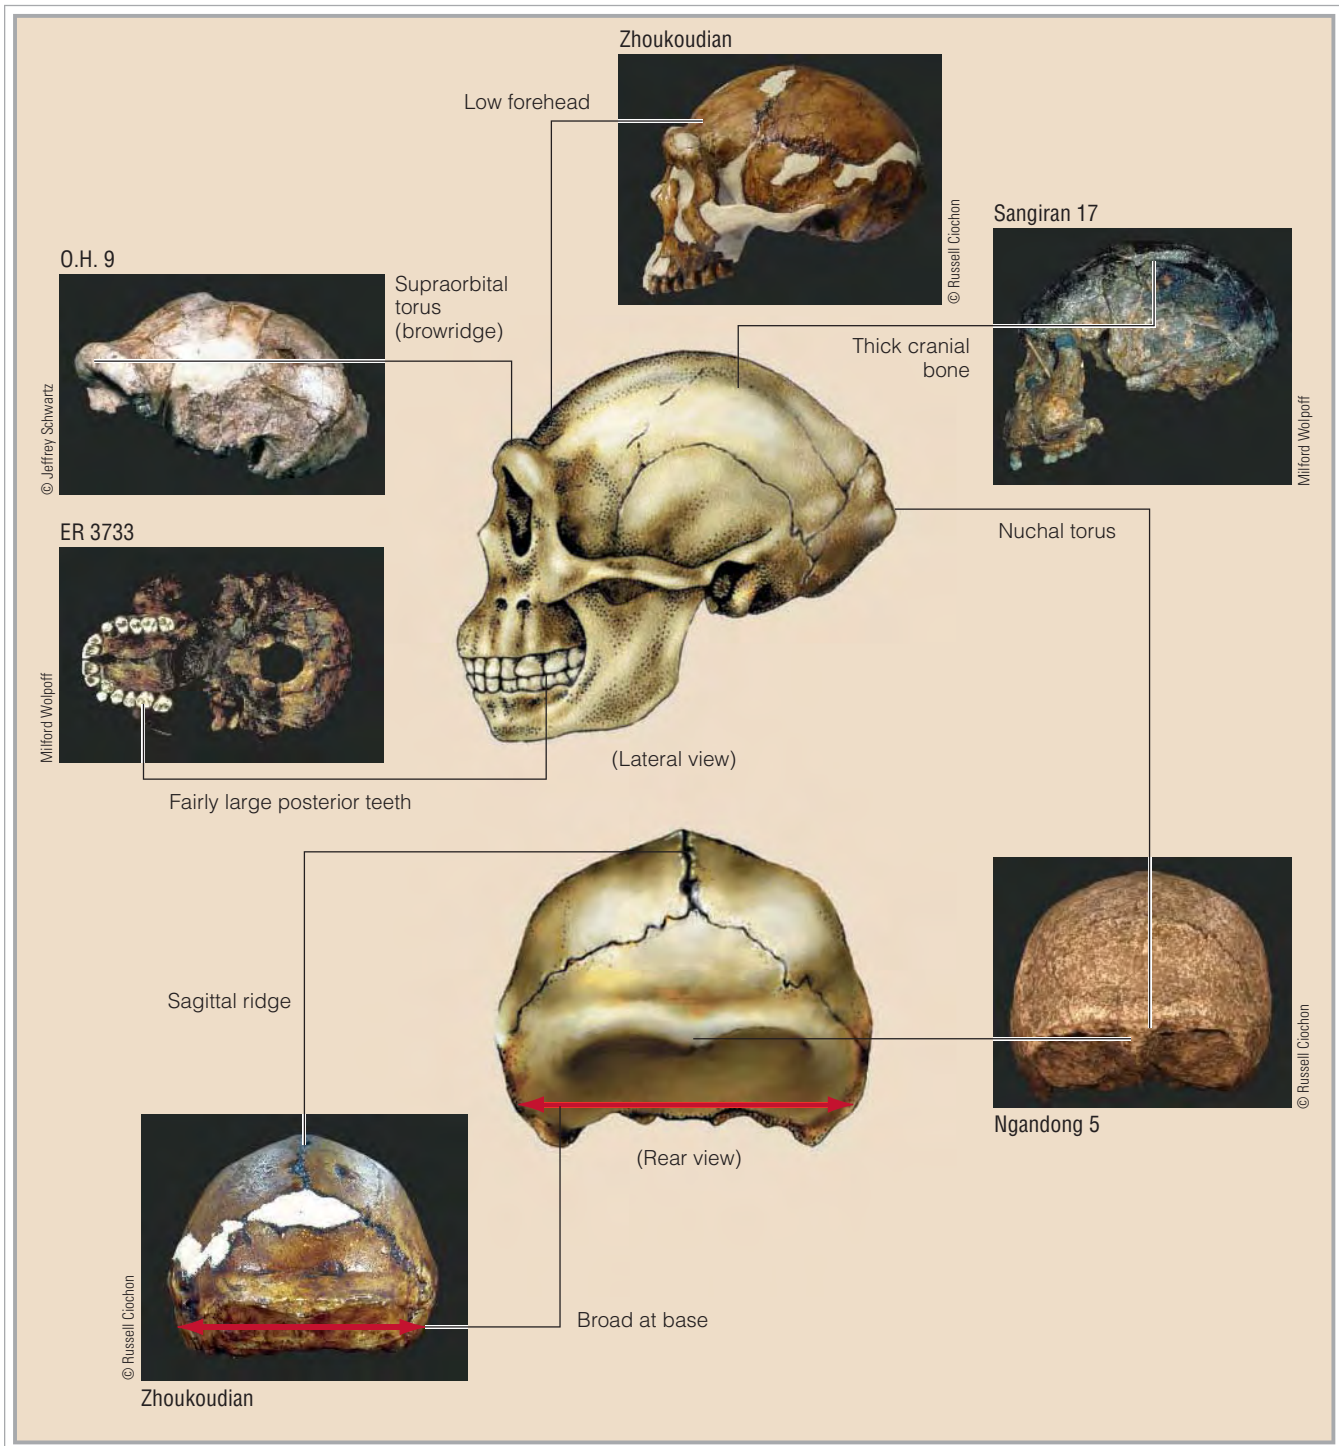 Zhoukoudian
Low forehead
© Russell Ciochon
Sangiran 17
O.H. 9
Supraorbital
torus
(browridge)
Thick cranial
bone
© Jeffrey Schwartz
Milford Wolpoff
ER 3733
Nuchal torus
Milford Wolpoff
(Lateral view)
Fairly large posterior teeth
Sagittal ridge
© Russell Ciochon
Ngandong 5
(Rear view)
© Russell Ciochon
Broad at base
Zhoukoudian